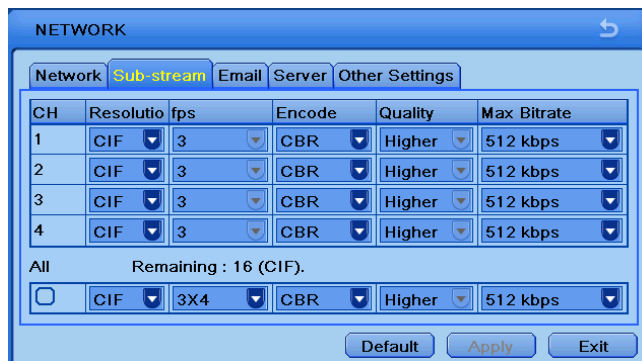 NETWORK
Network Sub-stream Email Server Other Settings
CH Resolutio fps Encode Quality Max Bitrate
1 CIF 3 CBR Higher 512 kbps
2 CIF 3 CBR Higher 512 kbps
3 CIF 3 CBR Higher 512 kbps
4 CIF 3 CBR Higher 512 kbps
All Remaining : 16 (CIF).
CIF 3X4 CBR Higher 512 kbps
Default Apply Exit